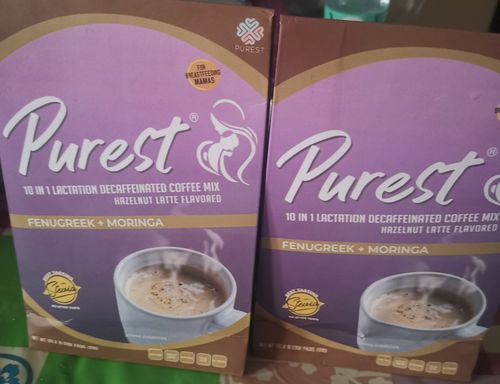 PUREST
FOR
BREASTFEEDING
MAMAS
Purest®
10 IN 1 LACTATION DECAFFEINATED COFFEE MIX
HAZELNUT LATTE FLAVORED
FENUGREEK + MORINGA
Stevia
Purest®
10 IN 1 LACTATION DECAFFEINATED COFFEE MIX
HAZELNUT LATTE FLAVORED
FENUGREEK + MORINGA
Stevia